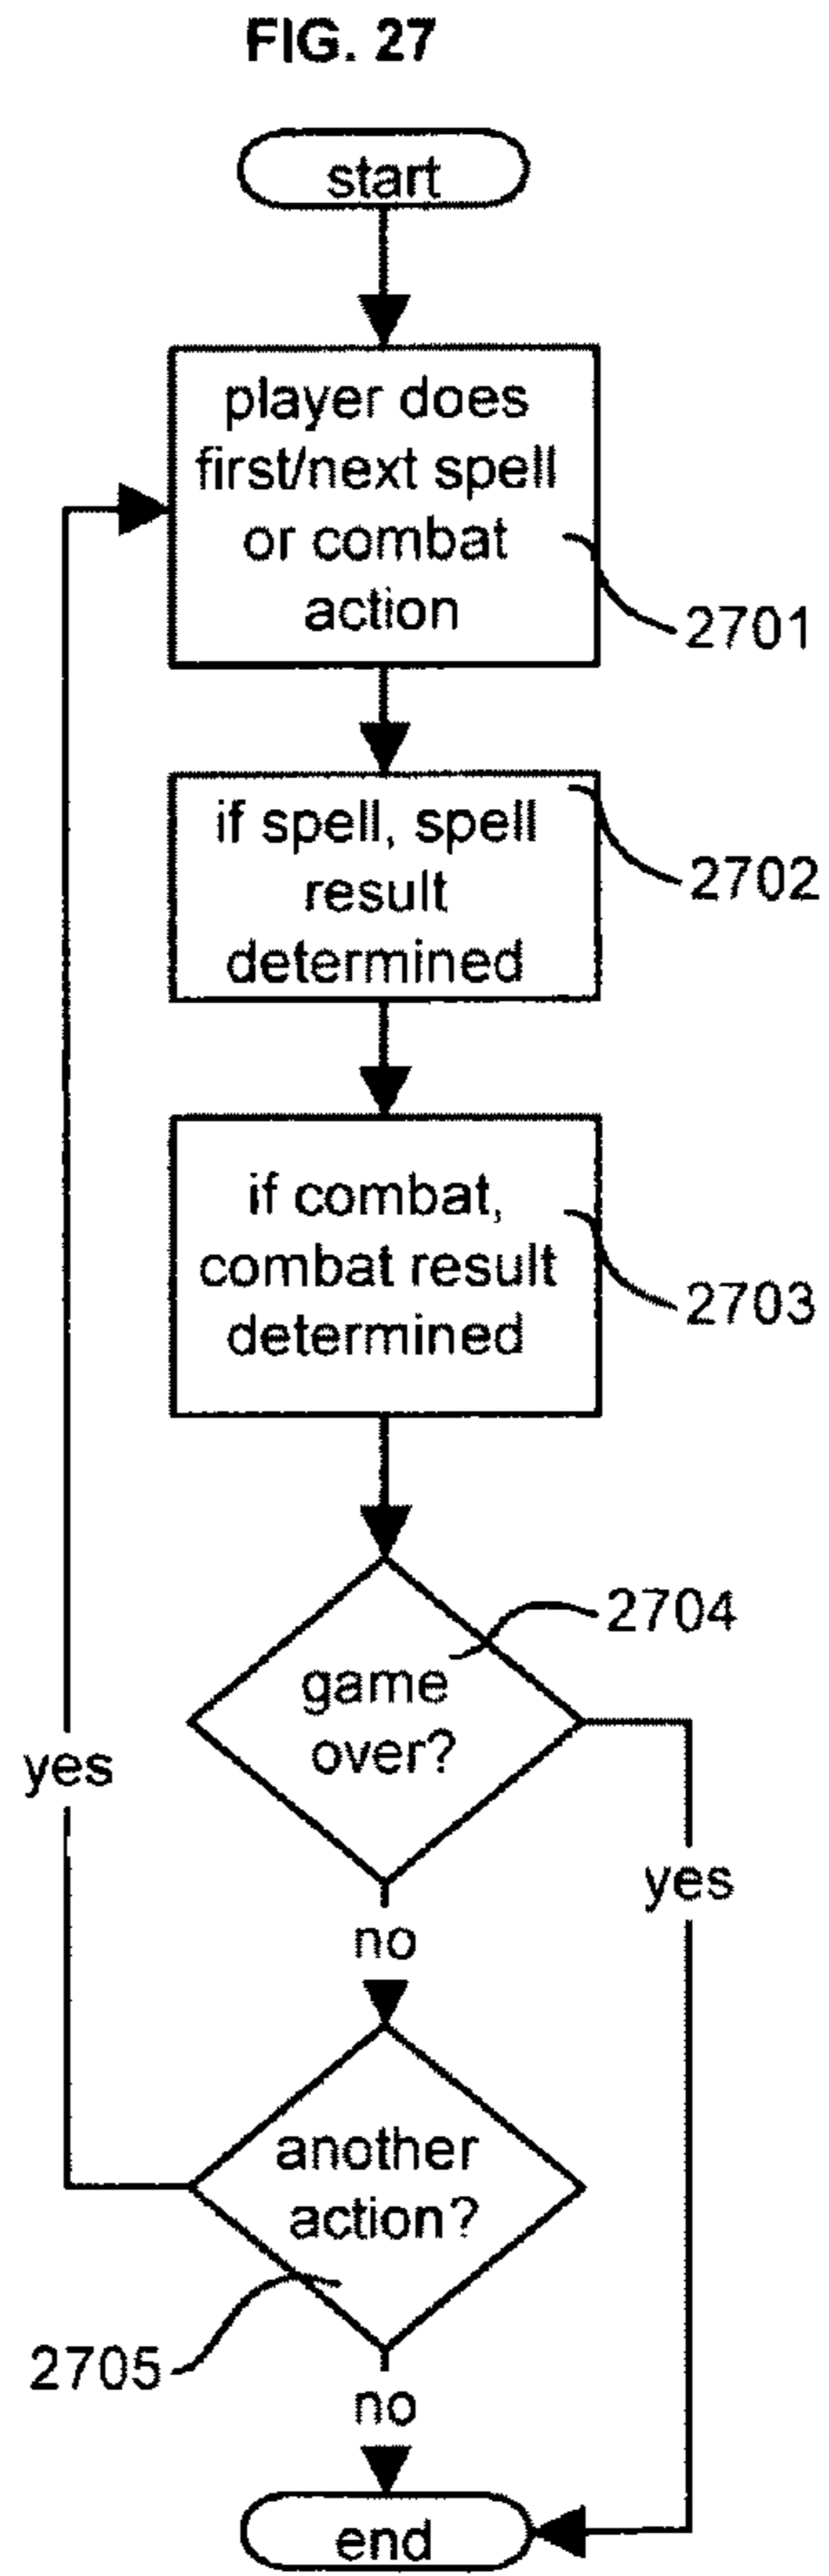 FIG. 27
start
player does
first/next spell
or combat
action
2701
if spell, spell
result
determined
2702
if combat,
combat result
determined
2703
game
over?
2704
yes
yes
no
another
action?
2705
no
end